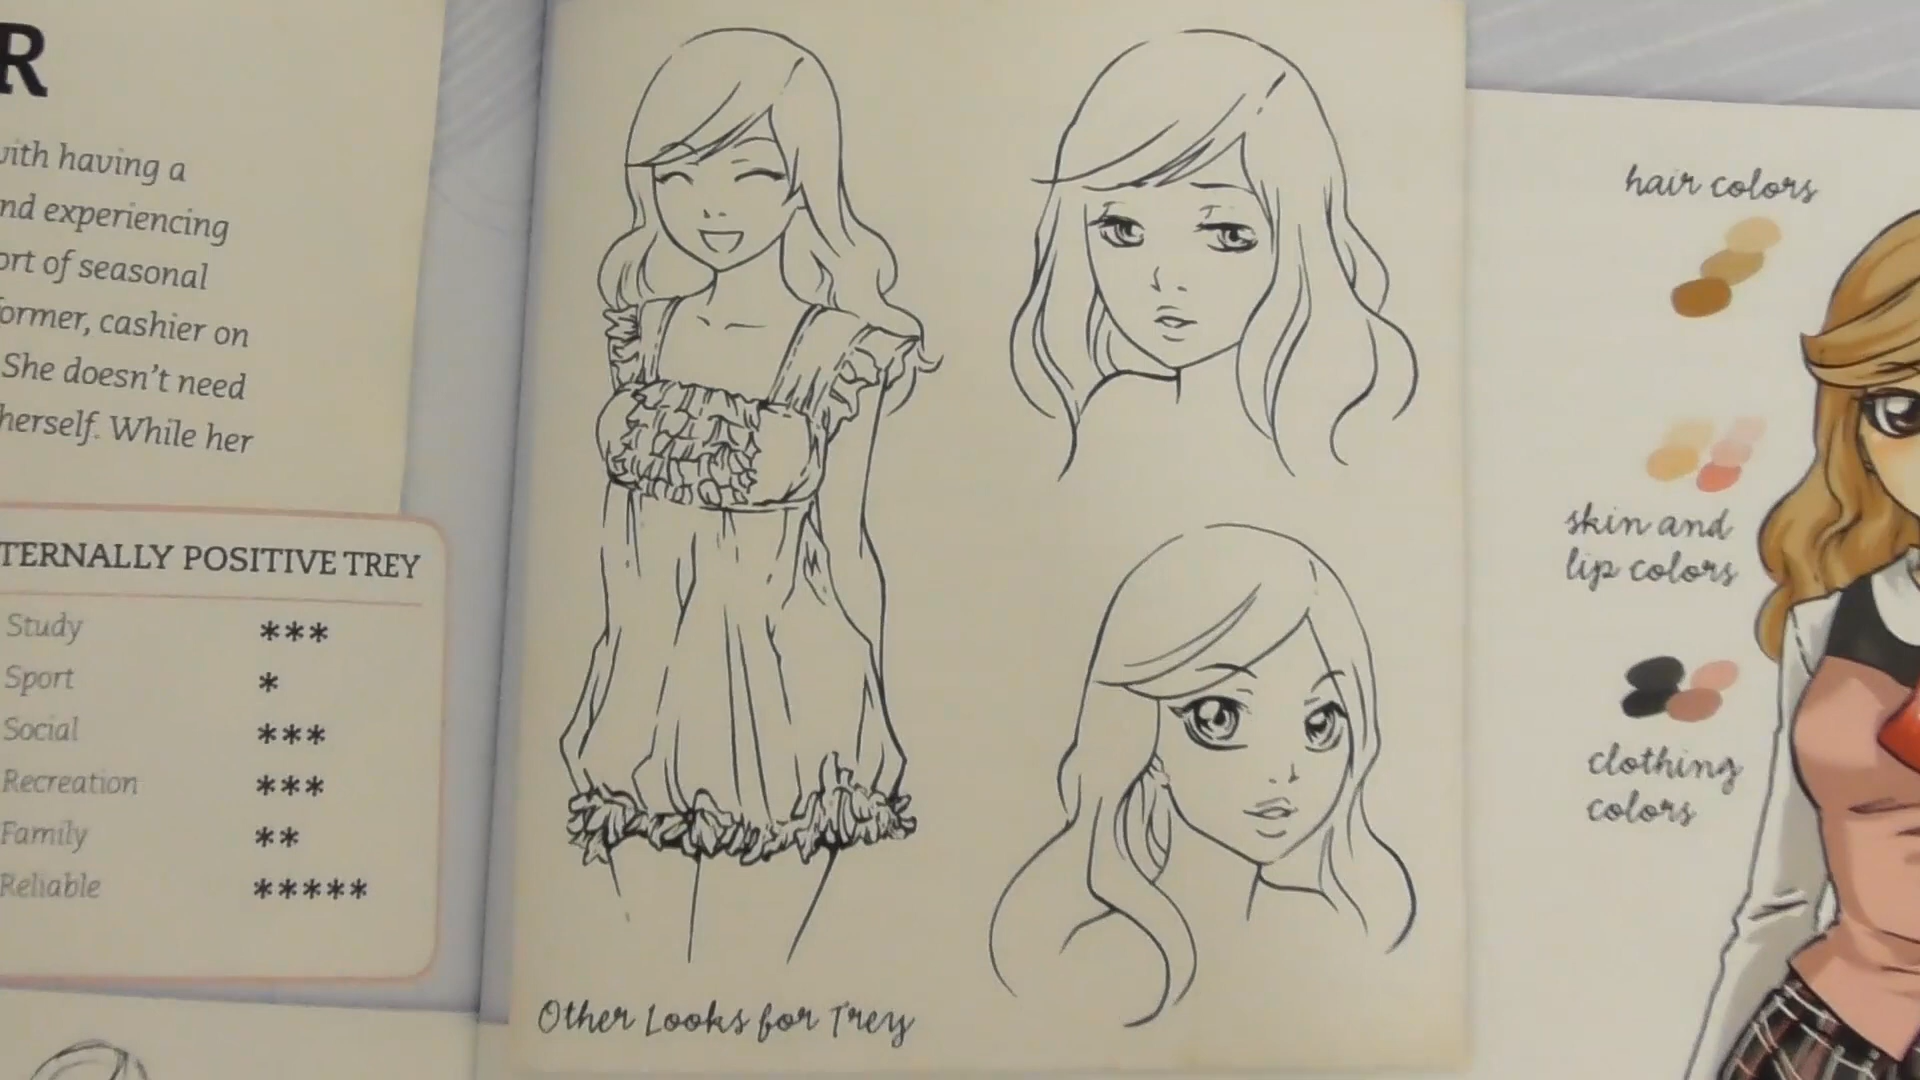 R
with having a
nd experiencing
ort of seasonal
ormer, cashier on
She doesn't need
herself. While her
TERNALLY POSITIVE TREY
Study ***
Sport *
Social ***
Recreation ***
Family **
Reliable *****
Other Looks for Trey
hair colors
skin and
lip colors
clothing
colors